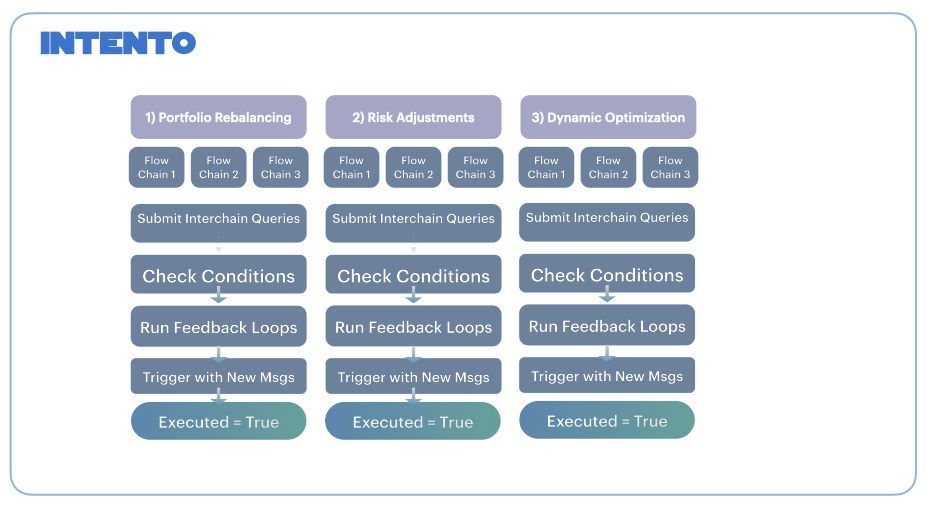 INTENTO
1) Portfolio Rebalancing
Flow
Chain 1
Flow
Chain 2
Flow
Chain 3
Submit Interchain Queries
Check Conditions
Run Feedback Loops
Trigger with New Msgs
Executed = True
2) Risk Adjustments
Flow
Chain 1
Flow
Chain 2
Flow
Chain 3
Submit Interchain Queries
Check Conditions
Run Feedback Loops
Trigger with New Msgs
Executed = True
3) Dynamic Optimization
Flow
Chain 1
Flow
Chain 2
Flow
Chain 3
Submit Interchain Queries
Check Conditions
Run Feedback Loops
Trigger with New Msgs
Executed = True